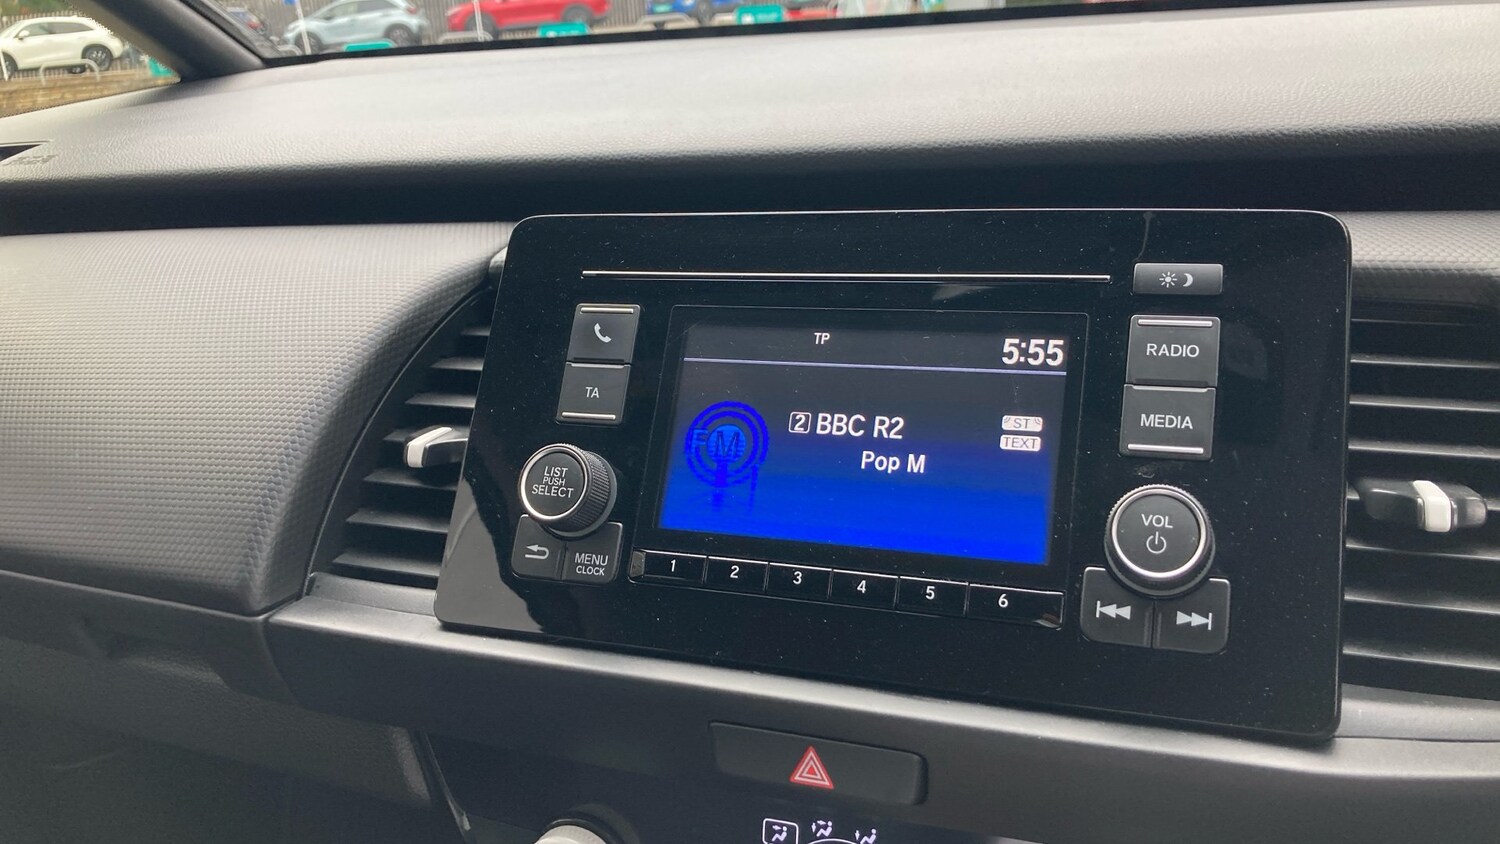 TP
5:55
FM
2 BBC R2
Pop M
ST
TEXT
TA
LIST
PUSH
SELECT
MENU
CLOCK
1 2 3 4 5 6
RADIO
MEDIA
VOL